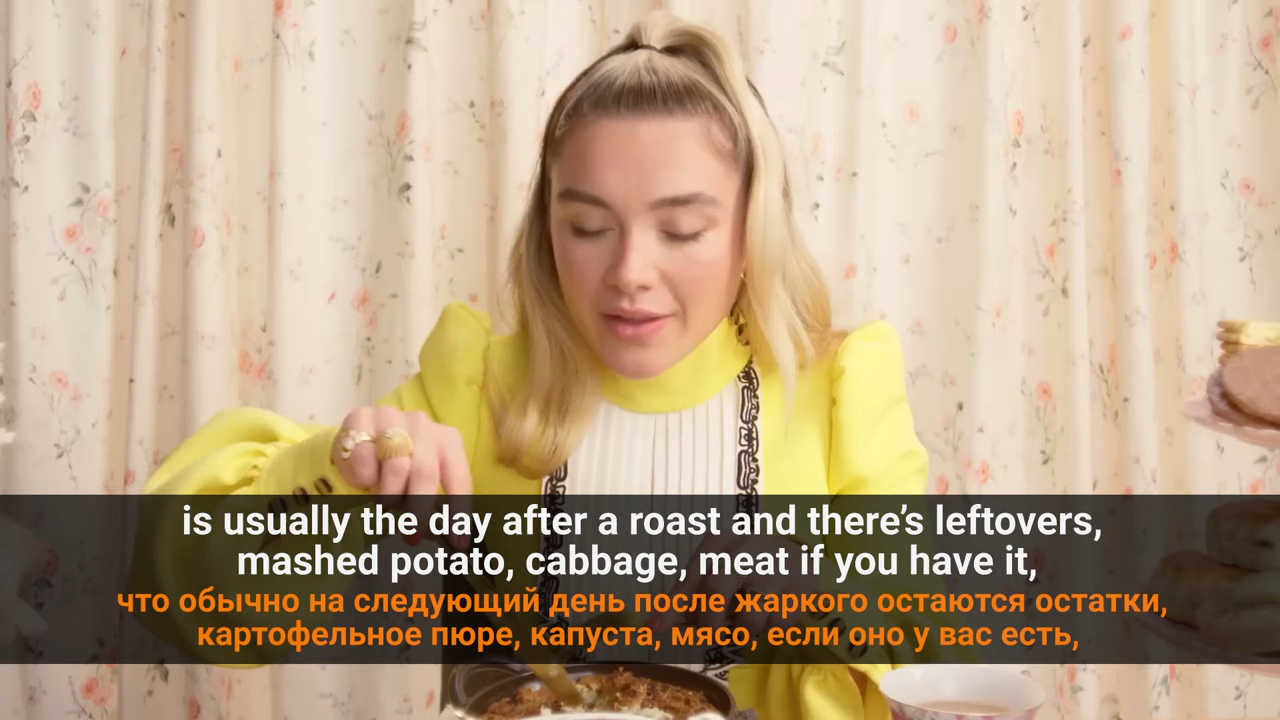 is usually the day after a roast and there’s leftovers,
mashed potato, cabbage, meat if you have it,
что обычно на следующий день после жаркого остаются остатки,
картофельное пюре, капуста, мясо, если оно у вас есть,